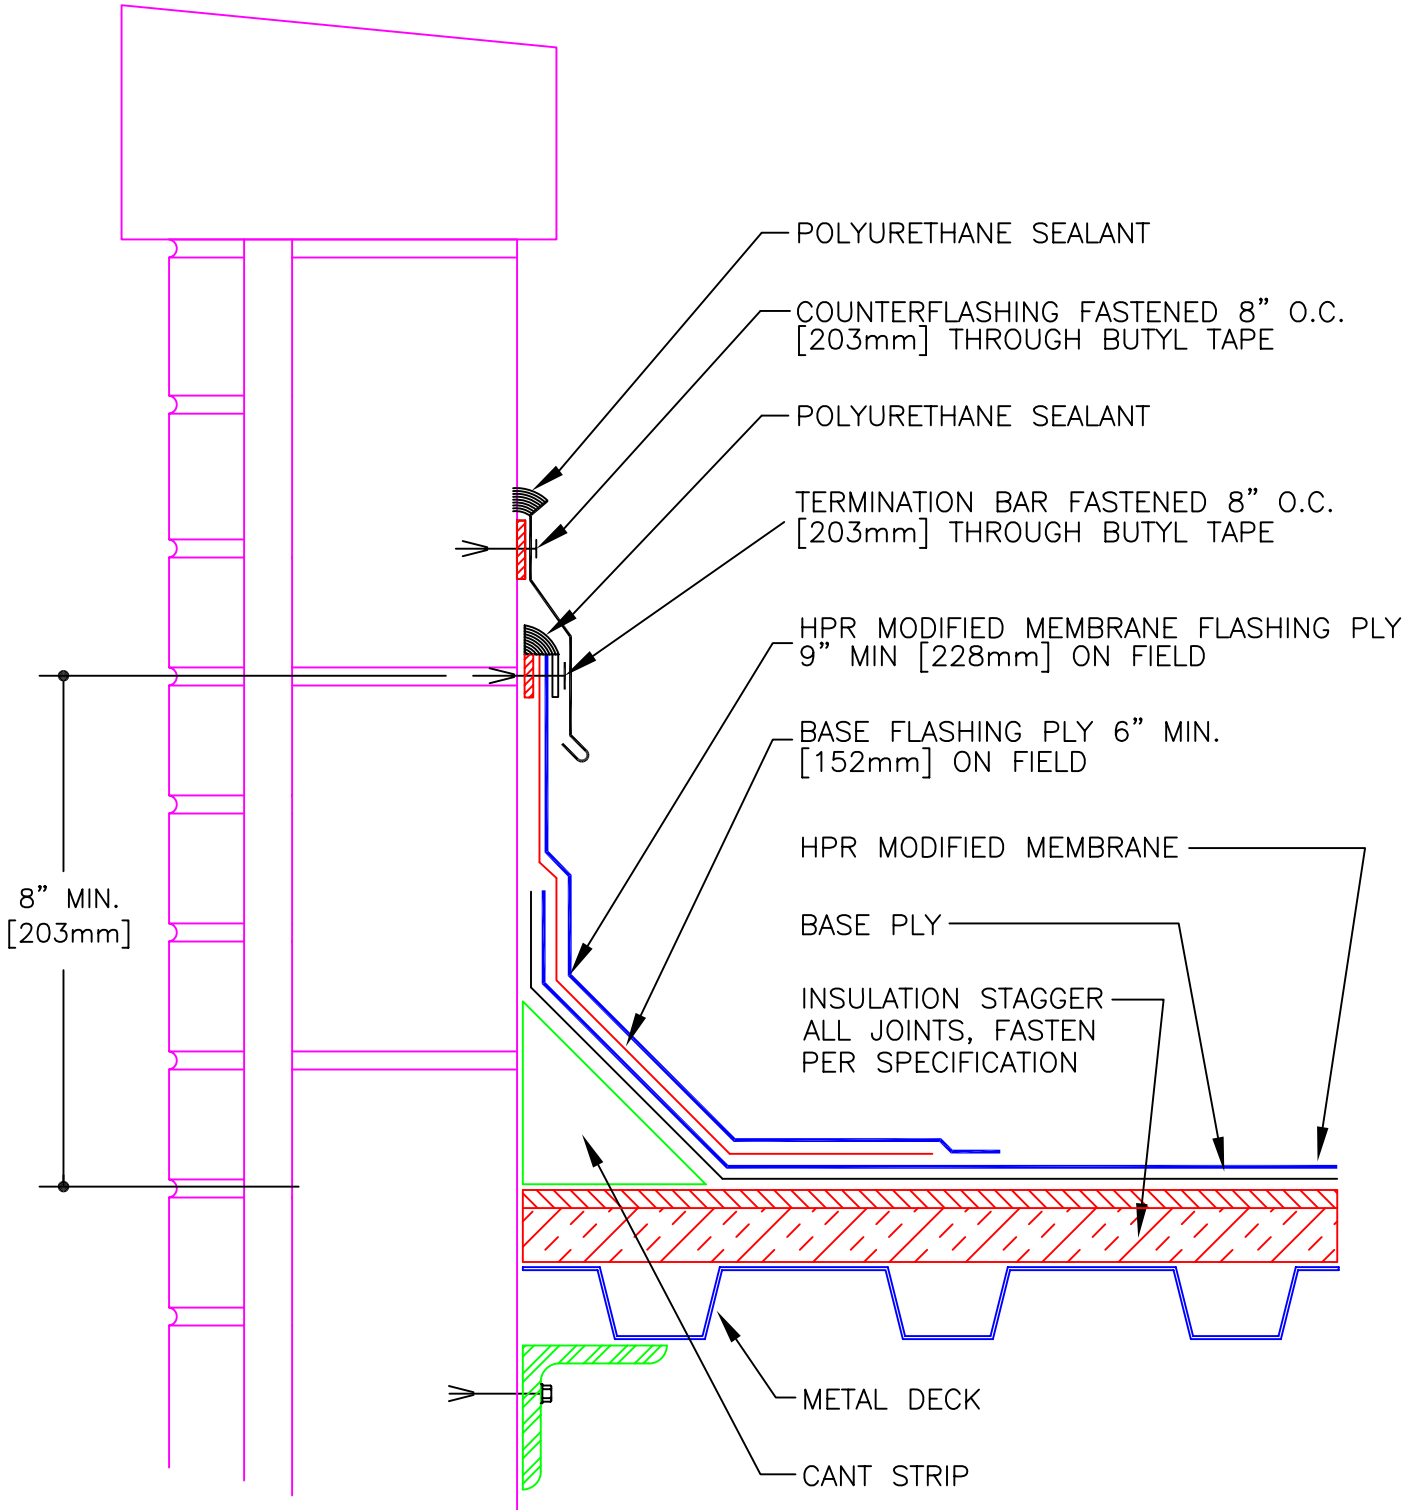 POLYURETHANE SEALANT
COUNTERFLASHING FASTENED 8” O.C.
[203mm] THROUGH BUTYL TAPE
POLYURETHANE SEALANT
TERMINATION BAR FASTENED 8” O.C.
[203mm] THROUGH BUTYL TAPE
HPR MODIFIED MEMBRANE FLASHING PLY
9” MIN [228mm] ON FIELD
BASE FLASHING PLY 6” MIN.
[152mm] ON FIELD
HPR MODIFIED MEMBRANE
8” MIN.
[203mm]
BASE PLY
INSULATION STAGGER
ALL JOINTS, FASTEN
PER SPECIFICATION
METAL DECK
CANT STRIP